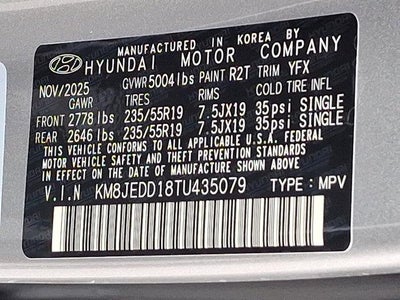 MANUFACTURED IN KOREA BY
HYUNDAI MOTOR COMPANY
NOV/2025 GVWR 5004 lbs PAINT R2T TRIM YFX
GAWR TIRES RIMS COLD TIRE INFL
FRONT 2778 lbs 235/55R19 7.5JX19 35psi SINGLE
REAR 2646 lbs 235/55R19 7.5JX19 35psi SINGLE
THIS VEHICLE CONFORMS TO ALL APPLICABLE U.S.A. FEDERAL
MOTOR VEHICLE SAFETY, BUMPER, AND THEFT PREVENTION STANDARDS
IN EFFECT ON THE DATE OF MANUFACTURE SHOWN ABOVE.
V.I.N KM8JEDD18TU435079 TYPE : MPV